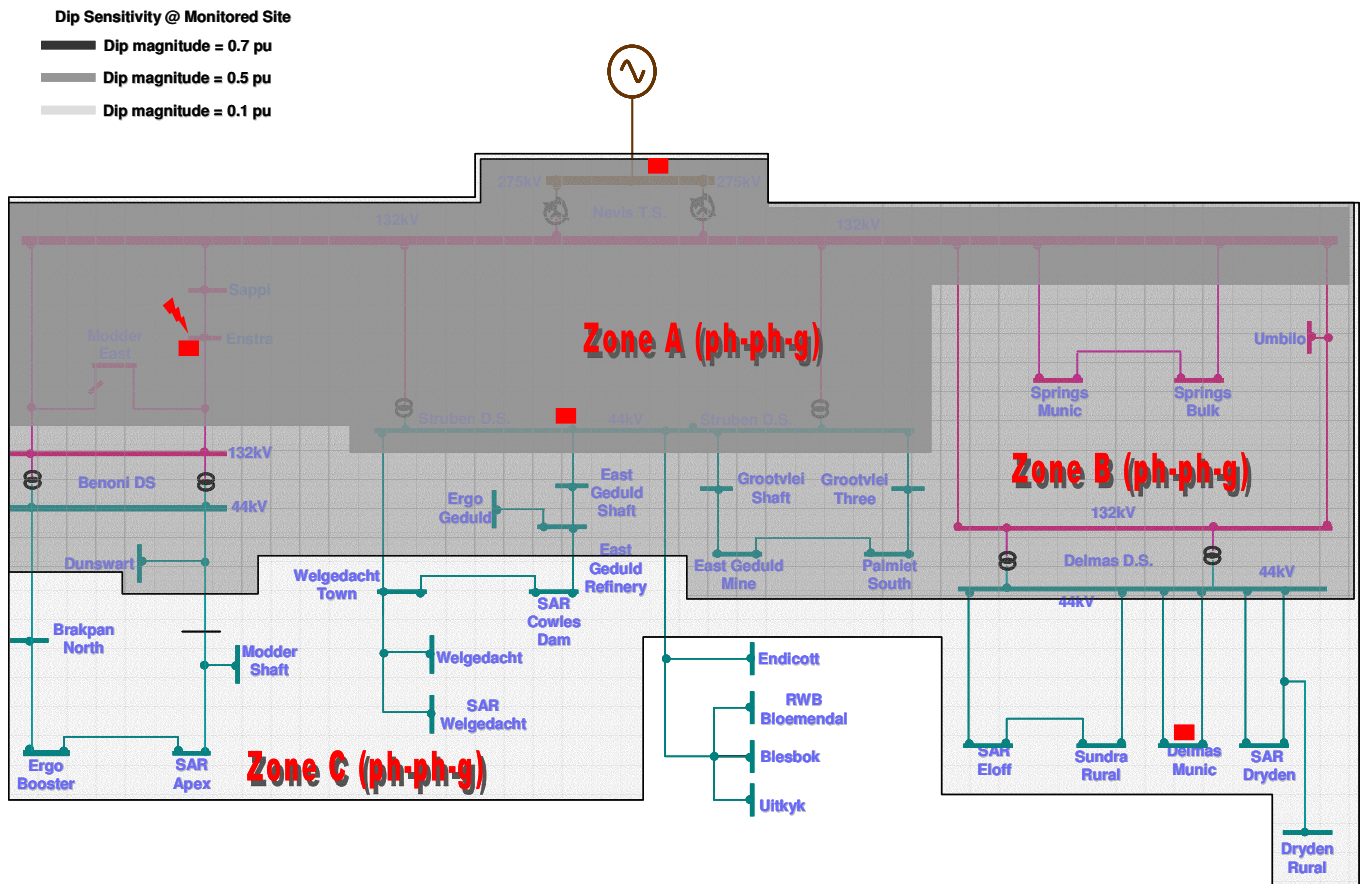 Dip Sensitivity @ Monitored Site
Dip magnitude = 0.7 pu
Dip magnitude = 0.5 pu
Dip magnitude = 0.1 pu
275kV
275kV
Nevis T.S.
132kV
132kV
Sappi
Enstra
Modder
East
Zone A (ph-ph-g)
Umbilo
Springs
Munic
Springs
Bulk
Struben D.S.
44kV
Struben D.S.
132kV
Benoni DS
44kV
Dunswart
Ergo
Geduld
East
Geduld
Shaft
East
Geduld
Refinery
Grootvlei
Shaft
Grootvlei
Three
East Geduld
Mine
Palmiet
South
Zone B (ph-ph-g)
132kV
Delmas D.S.
44kV
44kV
Welgedacht
Town
SAR
Cowles
Dam
Brakpan
North
Modder
Shaft
Welgedacht
SAR
Welgedacht
Endicott
RWB
Bloemendal
Blesbok
Uitkyk
Ergo
Booster
SAR
Apex
Zone C (ph-ph-g)
SAR
Eloff
Sundra
Rural
Delmas
Munic
SAR
Dryden
Dryden
Rural